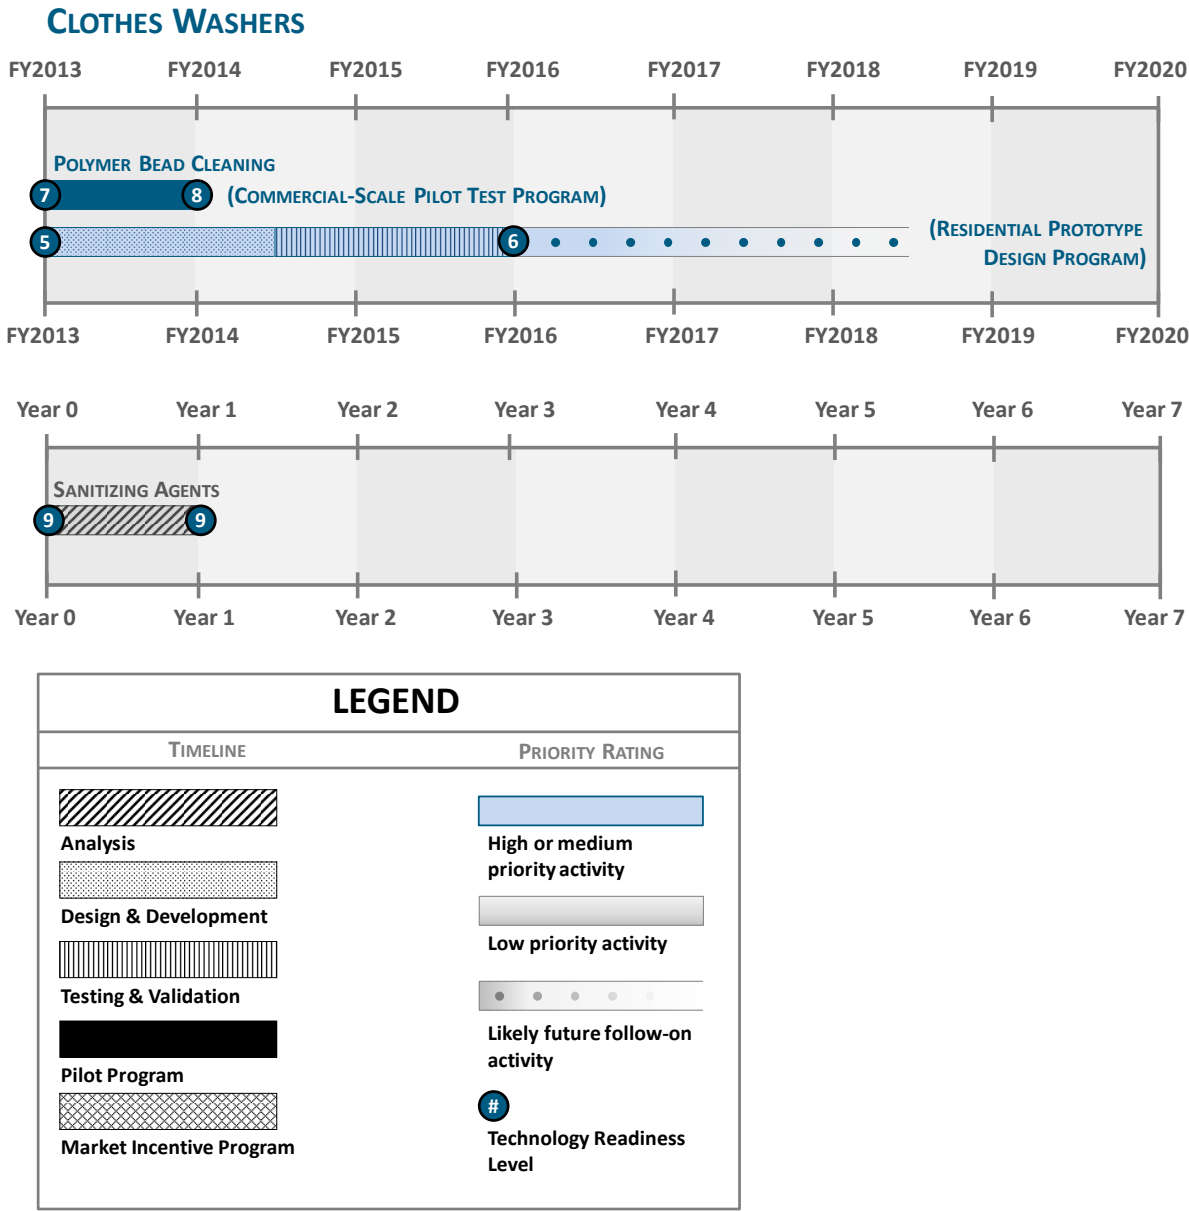 CLOTHES WASHERS
FY2013 FY2014 FY2015 FY2016 FY2017 FY2018 FY2019 FY2020
POLYMER BEAD CLEANING
7 8 (COMMERCIAL-SCALE PILOT TEST PROGRAM)
5 6 (RESIDENTIAL PROTOTYPE
DESIGN PROGRAM)
FY2013 FY2014 FY2015 FY2016 FY2017 FY2018 FY2019 FY2020
Year 0 Year 1 Year 2 Year 3 Year 4 Year 5 Year 6 Year 7
SANITIZING AGENTS
9 9
Year 0 Year 1 Year 2 Year 3 Year 4 Year 5 Year 6 Year 7
LEGEND
TIMELINE
Analysis
Design & Development
Testing & Validation
Pilot Program
Market Incentive Program
PRIORITY RATING
High or medium
priority activity
Low priority activity
Likely future follow-on
activity
#
Technology Readiness
Level